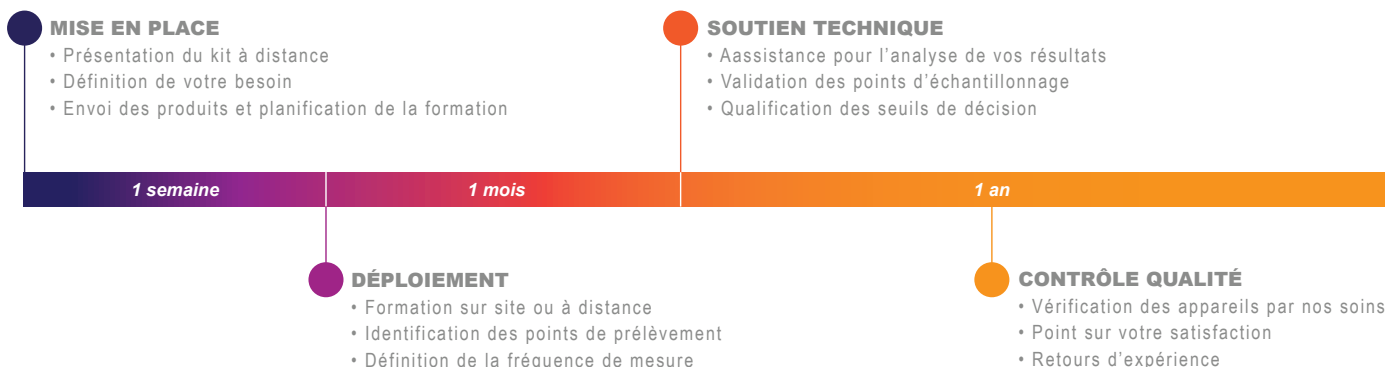 MISE EN PLACE
• Présentation du kit à distance
• Définition de votre besoin
• Envoi des produits et planification de la formation
SOUTIEN TECHNIQUE
• Aassistance pour l'analyse de vos résultats
• Validation des points d'échantillonnage
• Qualification des seuils de décision
1 semaine
1 mois
1 an
DÉPLOIEMENT
• Formation sur site ou à distance
• Identification des points de prélèvement
• Définition de la fréquence de mesure
CONTRÔLE QUALITÉ
• Vérification des appareils par nos soins
• Point sur votre satisfaction
• Retours d'expérience